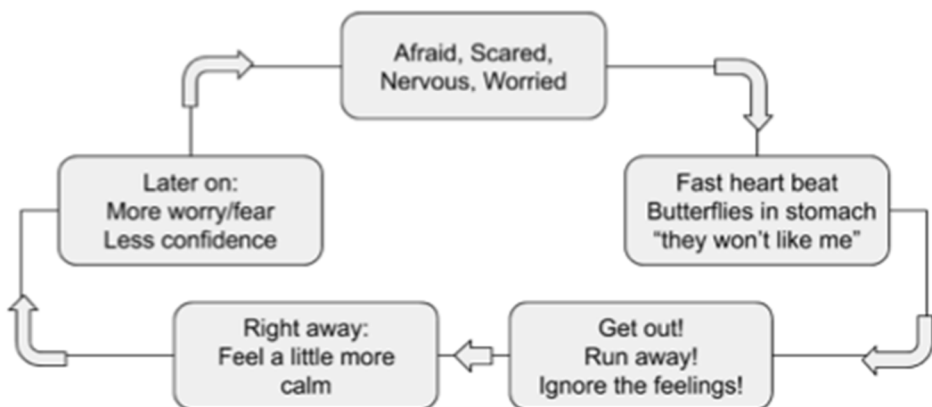 Afraid, Scared,
Nervous, Worried
Fast heart beat
Butterflies in stomach
“they won’t like me”
Get out!
Run away!
Ignore the feelings!
Right away:
Feel a little more
calm
Later on:
More worry/fear
Less confidence